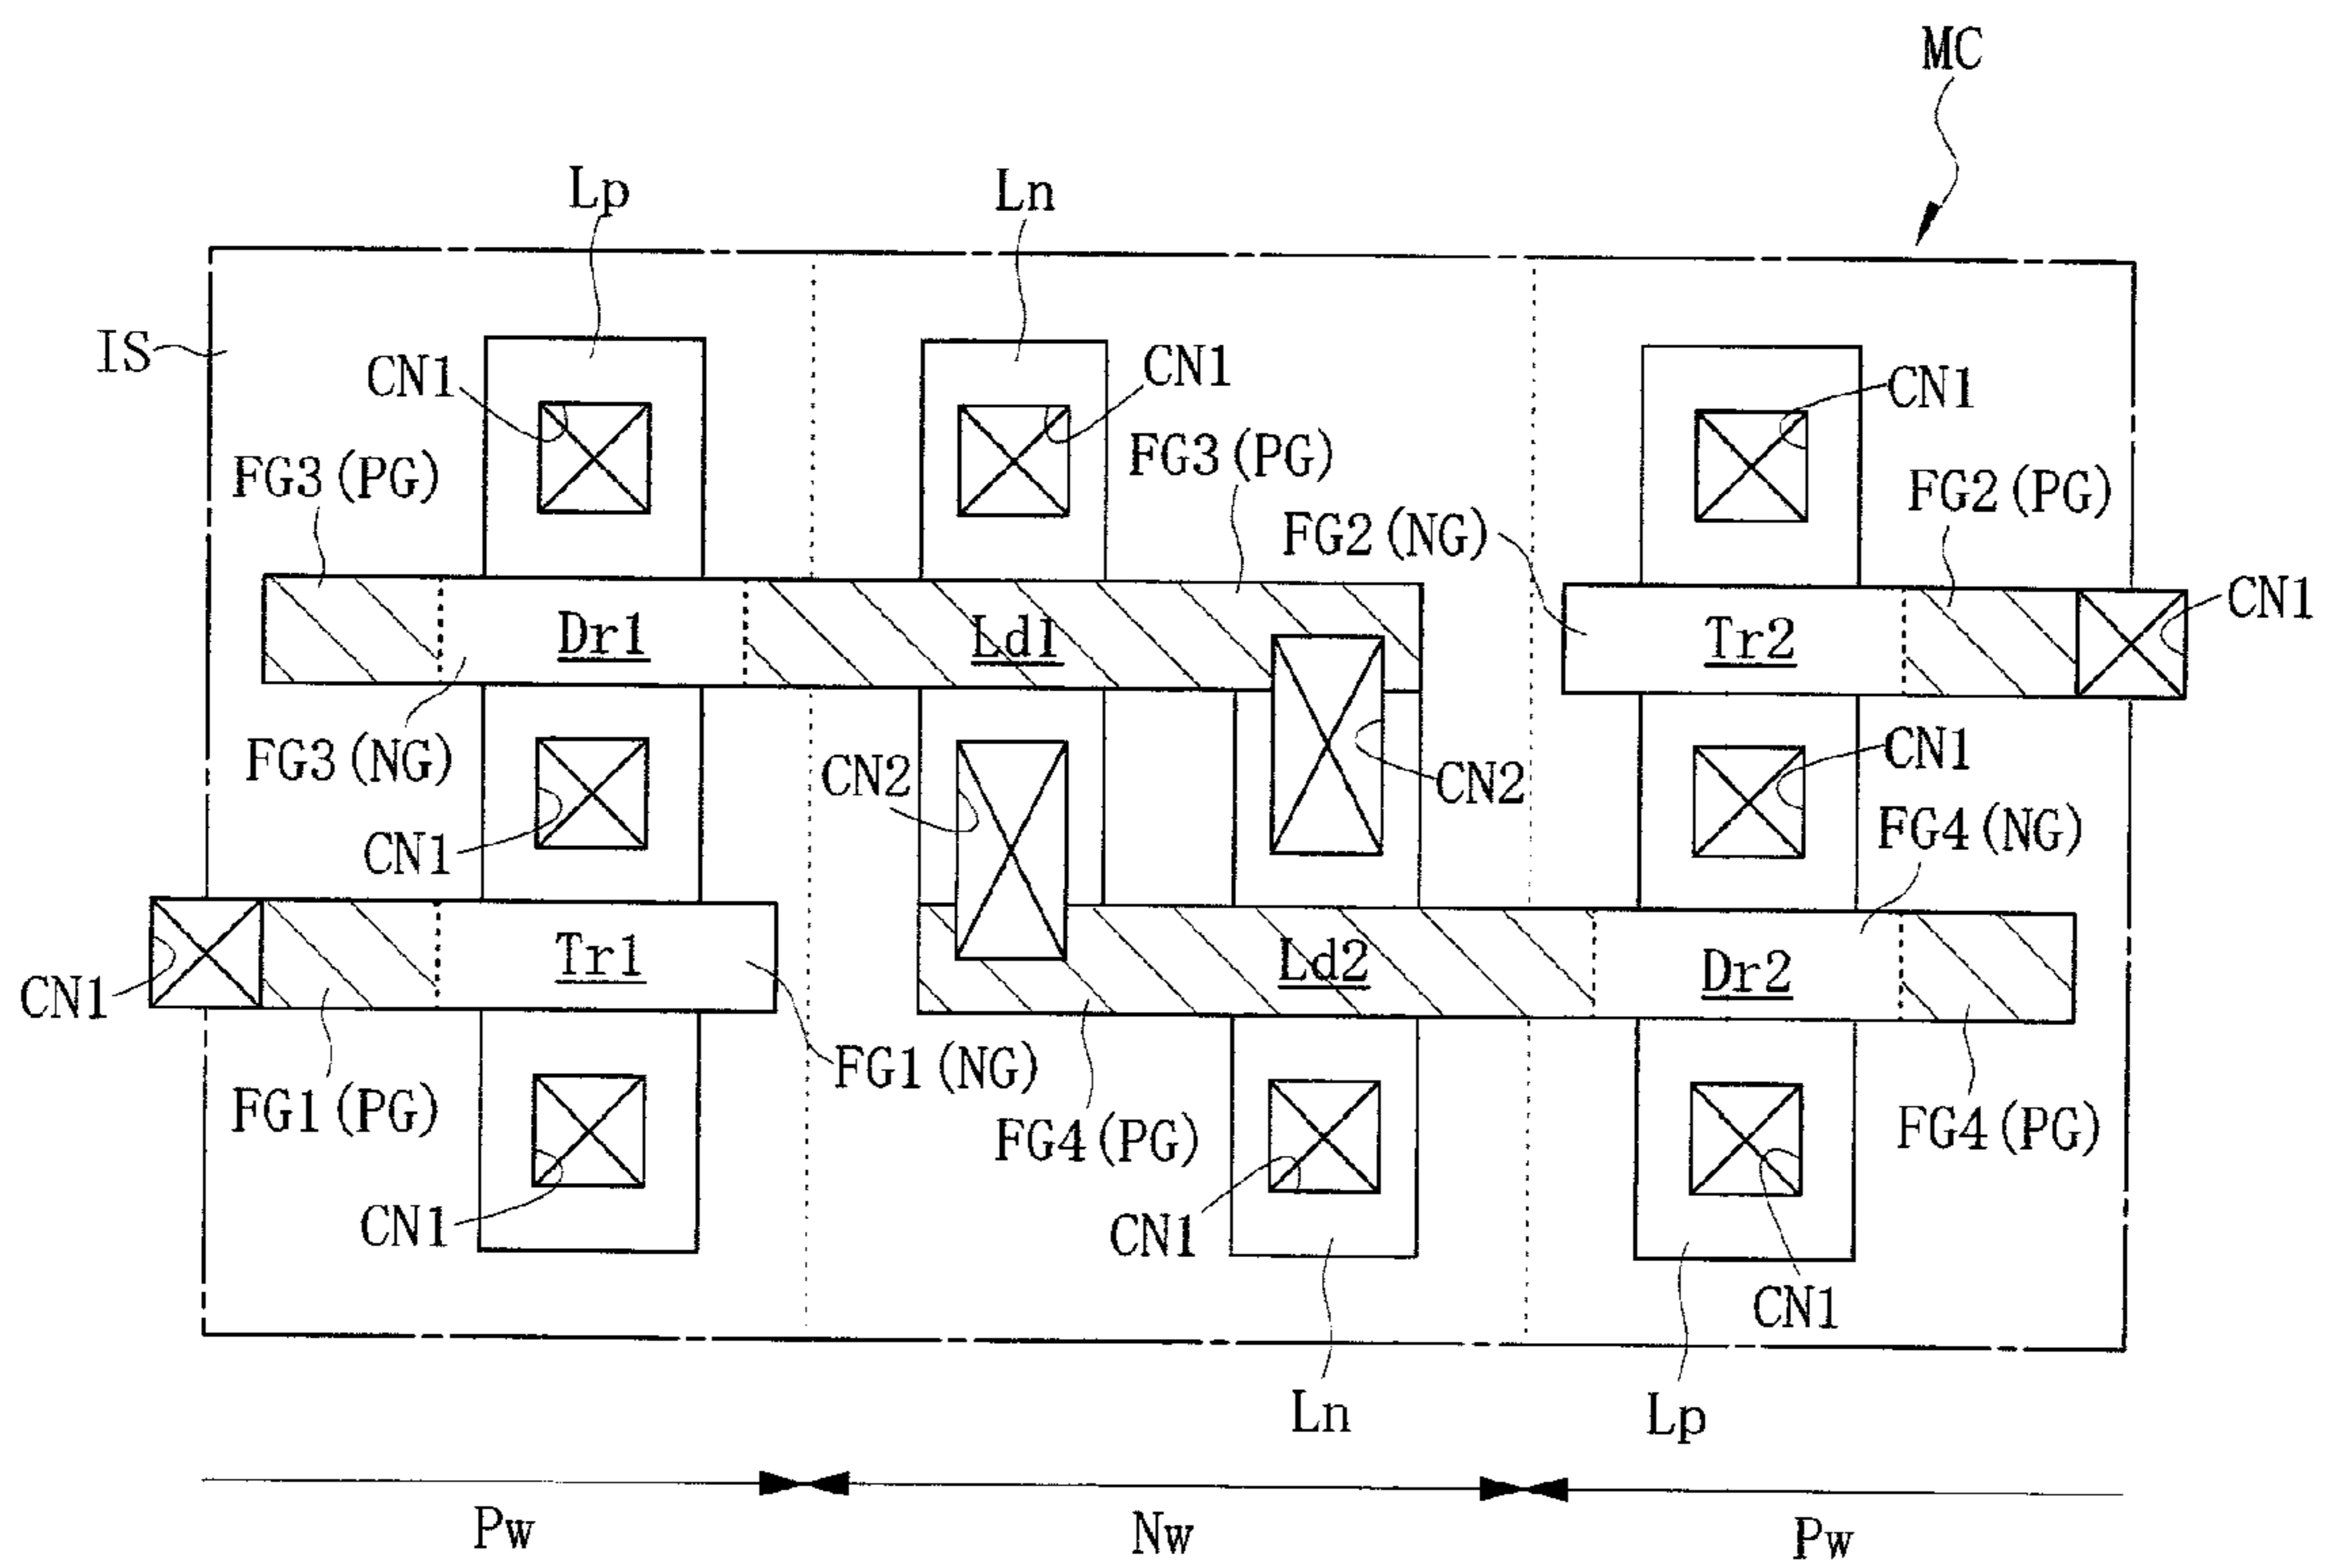 MC
Lp
Ln
IS
CN1
CN1
CN1
FG3(PG)
FG3(PG)
FG2(PG)
FG2(NG)
CN1
Dr1
Ld1
Tr2
FG3(NG)
CN2
CN2
CN1
CN1
FG4(NG)
Tr1
Ld2
Dr2
CN1
FG1(NG)
FG1(PG)
FG4(PG)
FG4(PG)
CN1
CN1
CN1
Ln
Lp
Pw
Nw
Pw